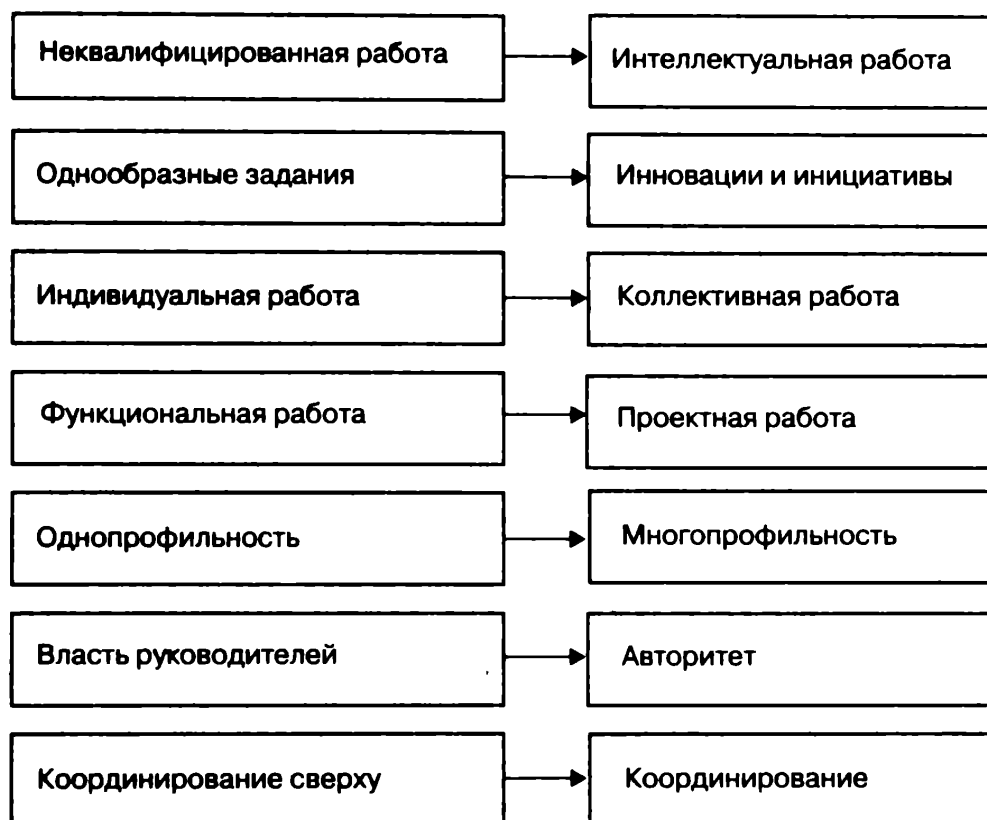 Неквалифицированная работа
Интеллектуальная работа
Однообразные задания
Инновации и инициативы
Индивидуальная работа
Коллективная работа
Функциональная работа
Проектная работа
Однопрофильность
Многопрофильность
Власть руководителей
Авторитет
Координирование сверху
Координирование